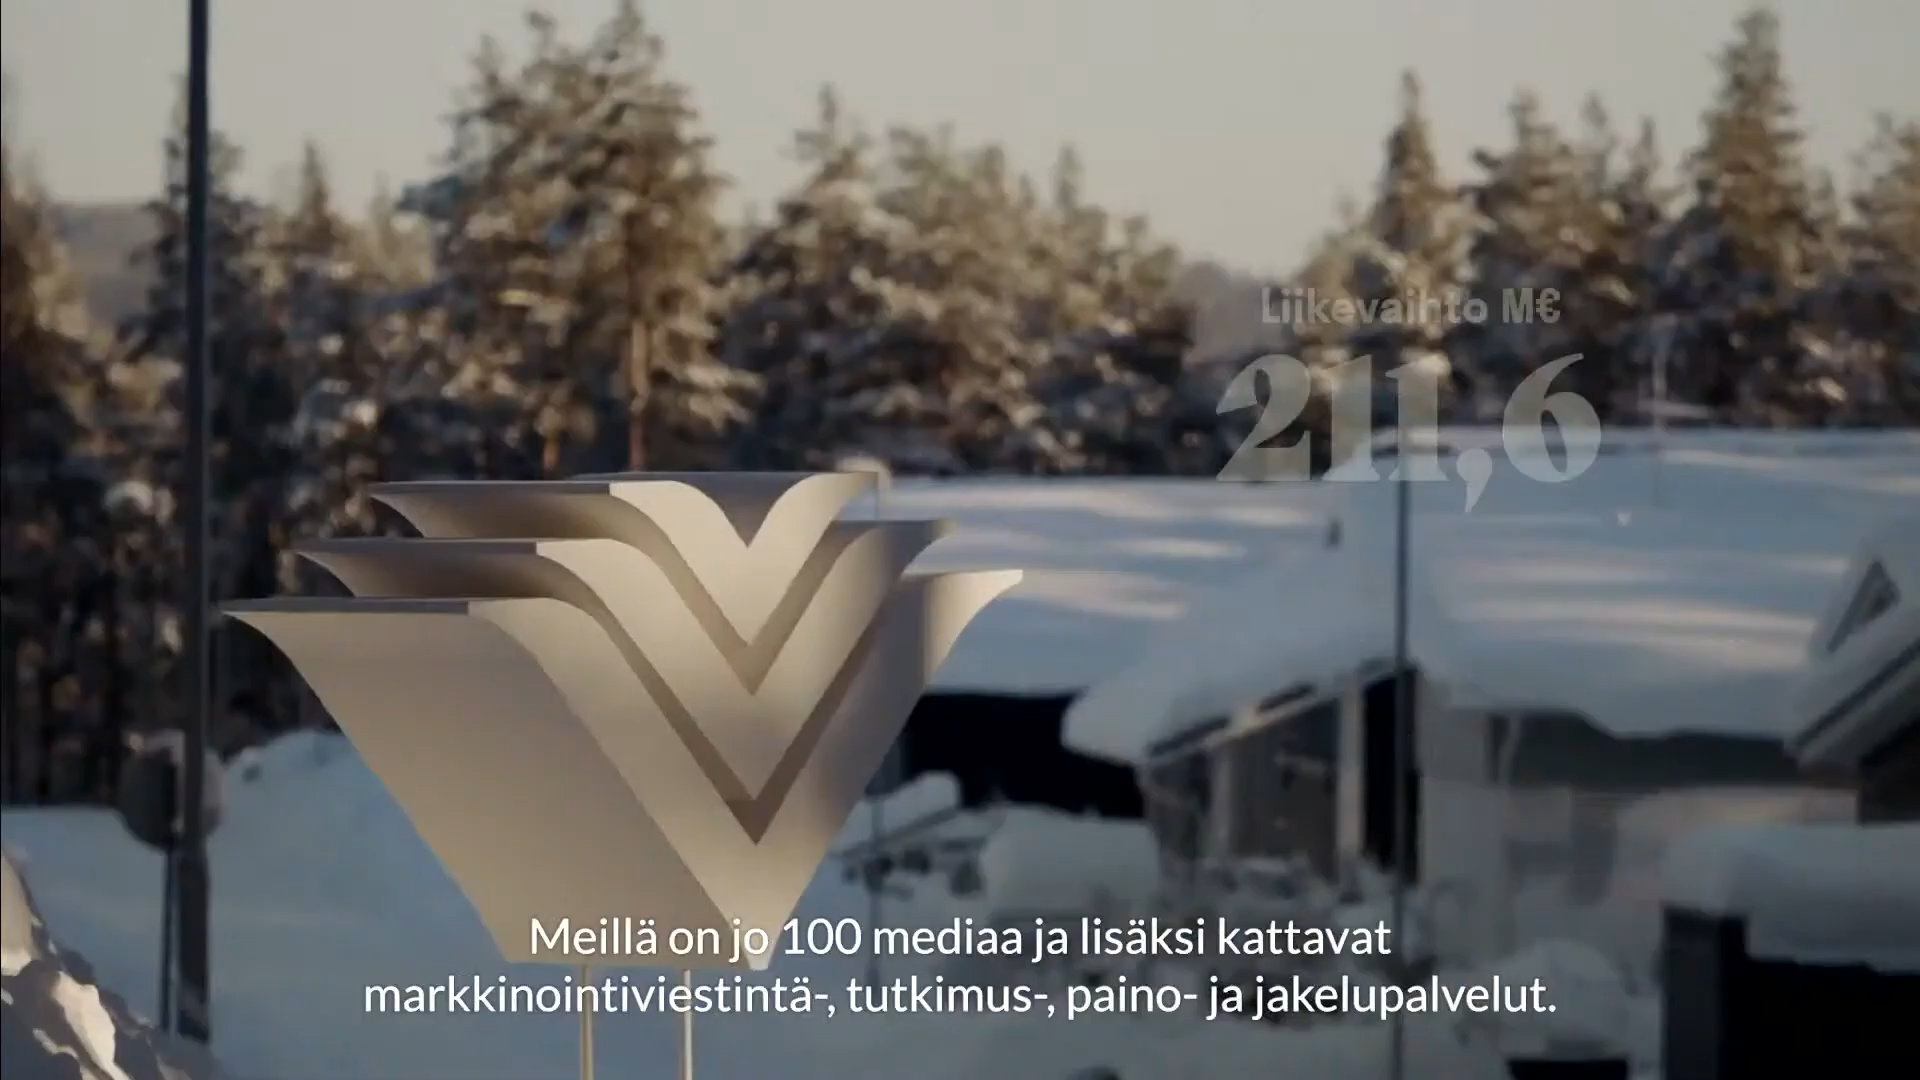 Liikevaihto M€
211,6
Meillä on jo 100 mediaa ja lisäksi kattavat
markkinointiviestintä-, tutkimus-, paino- ja jakelupalvelut.